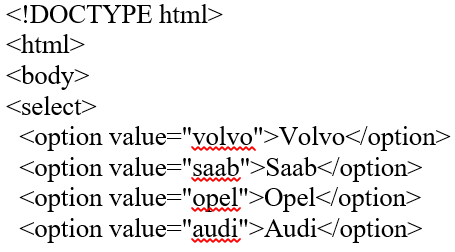 <!DOCTYPE html>
<html>
<body>
<select>
  <option value="volvo">Volvo</option>
  <option value="saab">Saab</option>
  <option value="opel">Opel</option>
  <option value="audi">Audi</option>